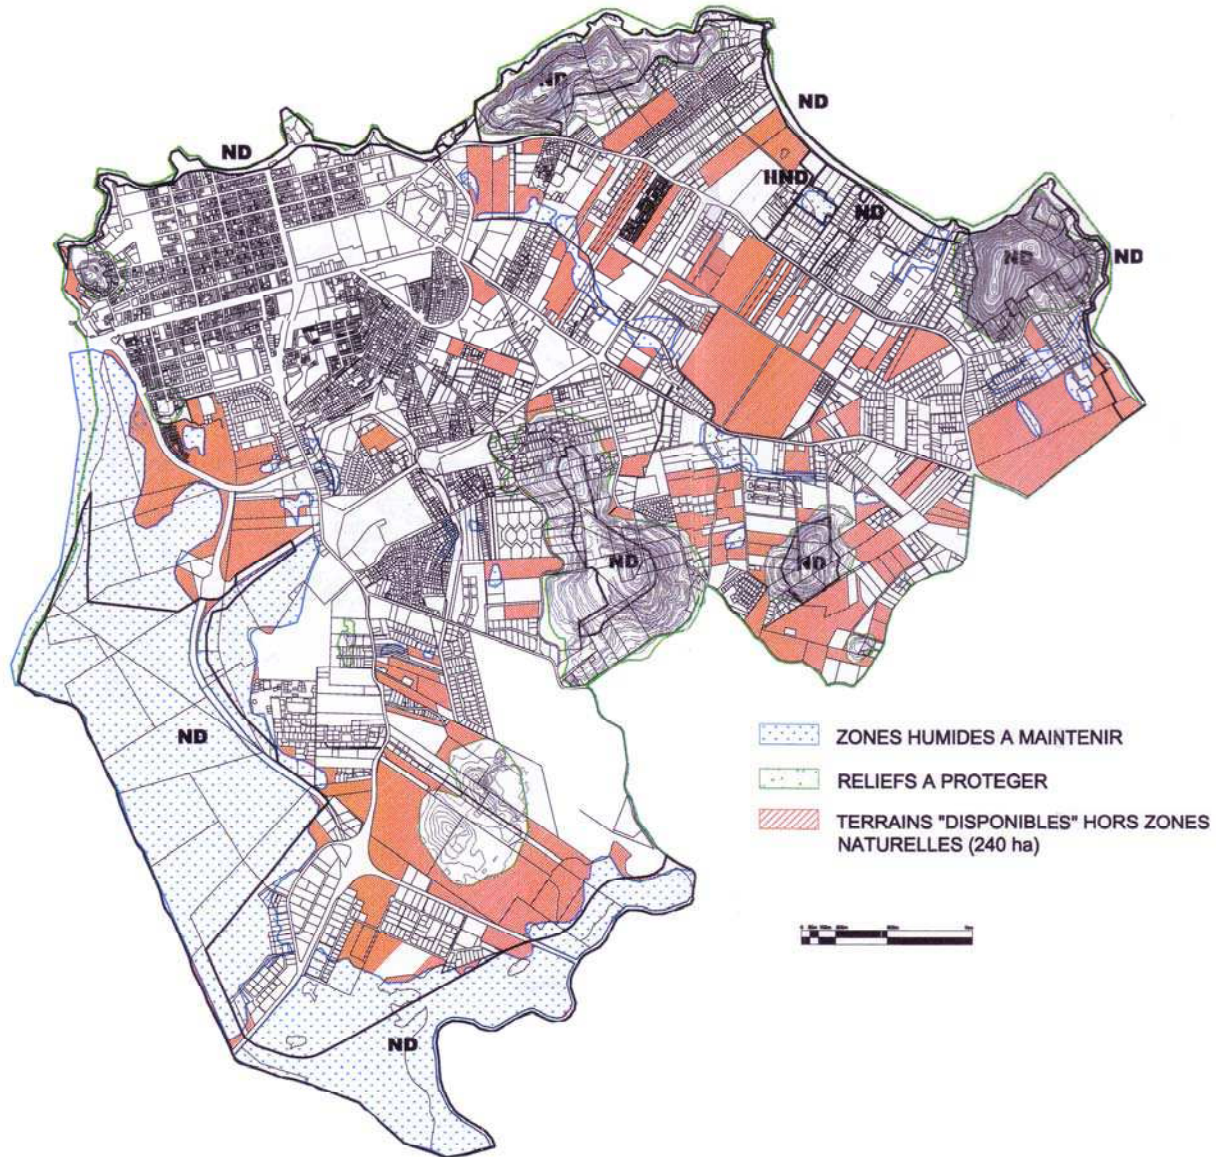 ND
ND
ND
HND
ND
ND
ND
ND
ND
ND
ZONES HUMIDES A MAINTENIR
RELIEFS A PROTEGER
TERRAINS "DISPONIBLES" HORS ZONES
NATURELLES (240 ha)
ND